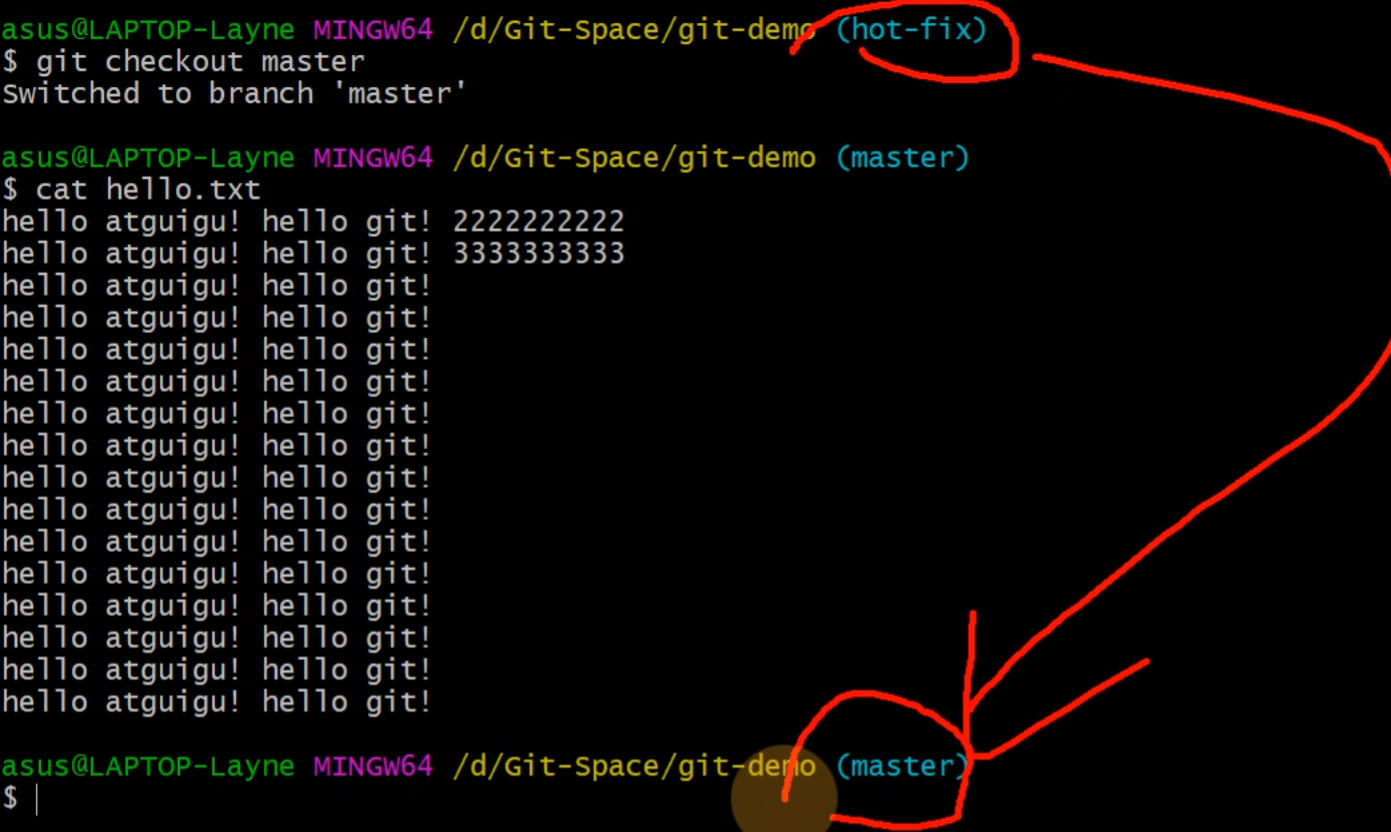 asus@LAPTOP-Layne MINGW64 /d/Git-Space/git-demo (hot-fix)
$ git checkout master
Switched to branch 'master'
asus@LAPTOP-Layne MINGW64 /d/Git-Space/git-demo (master)
$ cat hello.txt
hello atguigu! hello git! 2222222222
hello atguigu! hello git! 3333333333
hello atguigu! hello git!
hello atguigu! hello git!
hello atguigu! hello git!
hello atguigu! hello git!
hello atguigu! hello git!
hello atguigu! hello git!
hello atguigu! hello git!
hello atguigu! hello git!
hello atguigu! hello git!
hello atguigu! hello git!
hello atguigu! hello git!
hello atguigu! hello git!
hello atguigu! hello git!
hello atguigu! hello git!
asus@LAPTOP-Layne MINGW64 /d/Git-Space/git-demo (master)
$